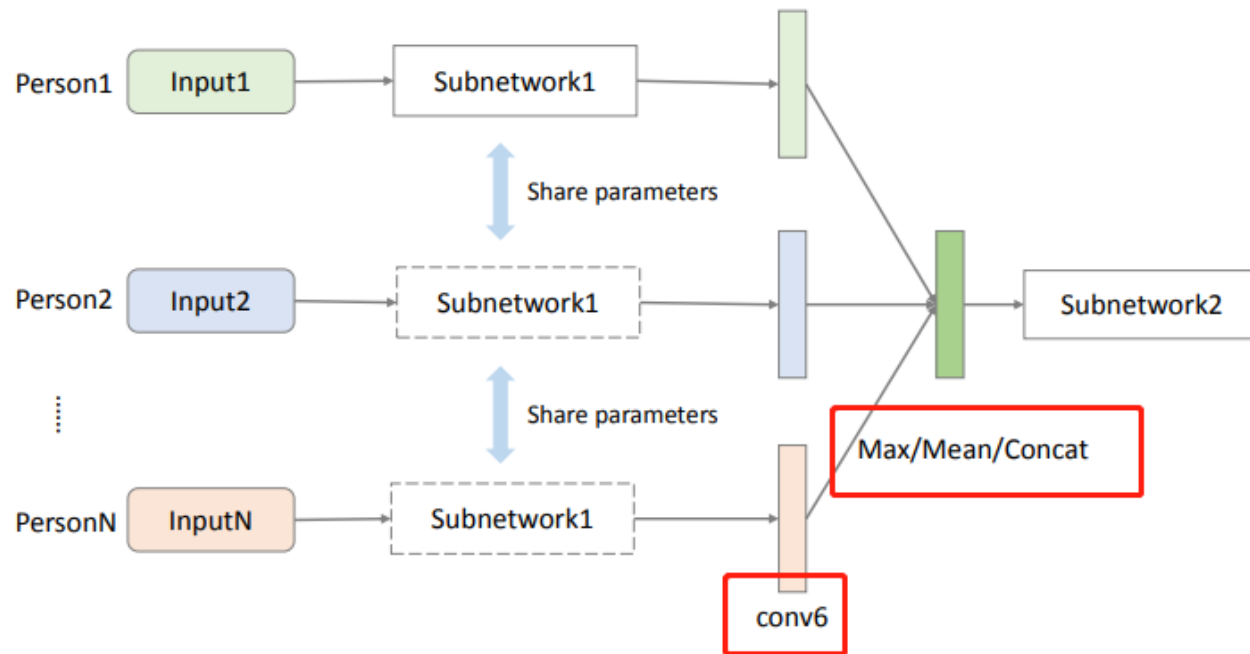 Person1
Input1
Subnetwork1
Share parameters
Person2
Input2
Subnetwork1
Subnetwork2
......
Share parameters
Max/Mean/Concat
PersonN
InputN
Subnetwork1
conv6